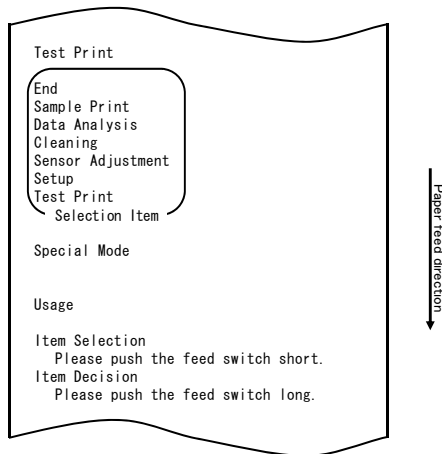 Test Print
End
Sample Print
Data Analysis
Cleaning
Sensor Adjustment
Setup
Test Print
Selection Item
Special Mode
Usage
Item Selection
Please push the feed switch short.
Item Decision
Please push the feed switch long.
Paper feed direction